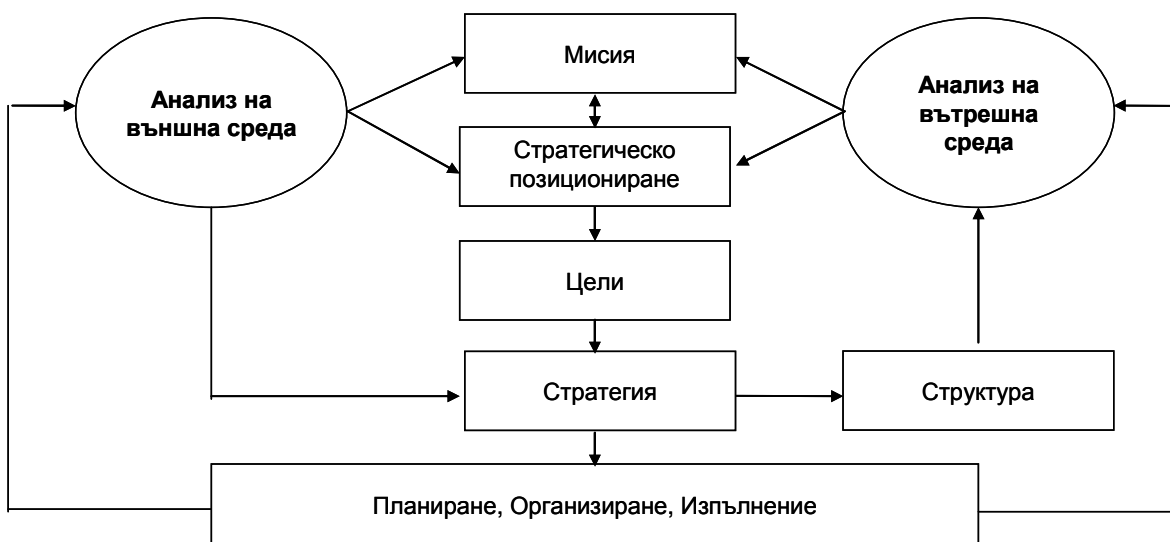 Мисия
Анализ на
външна среда
Анализ на
вътрешна
среда
Стратегическо
позициониране
Цели
Стратегия
Структура
Планиране, Организиране, Изпълнение